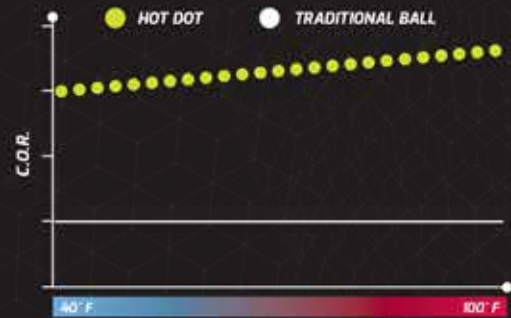 HOT DOT
TRADITIONAL BALL
C.O.R.
40° F
100° F